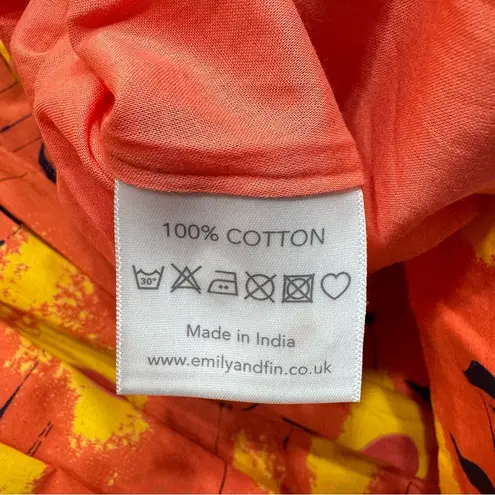 100% COTTON
30°
Made in India
www.emilyandfin.co.uk